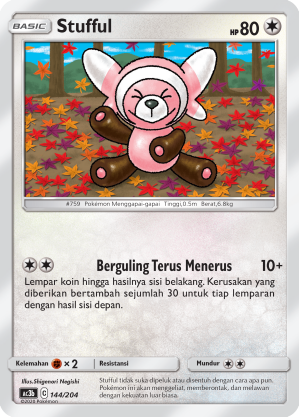 BASIC Stufful HP 80
#759 Pokémon Menggapai-gapai Tinggi.0.5m Berat.6.8kg
Berguling Terus Menerus 10+
Lempar koin hingga hasilnya sisi belakang. Kerusakan yang
diberikan bertambah sejumlah 30 untuk tiap lemparan
dengan hasil sisi depan.
Kelemahan ×2 Resistansi Mundur
Illus.Shigenori Negishi
ac3b C 144/204
Stufful tidak suka dipeluk atau disentuh dengan cara apa pun.
Pokémon ini akan menggeliat, memberontak, dan melawan
dengan kekuatan luar biasa.